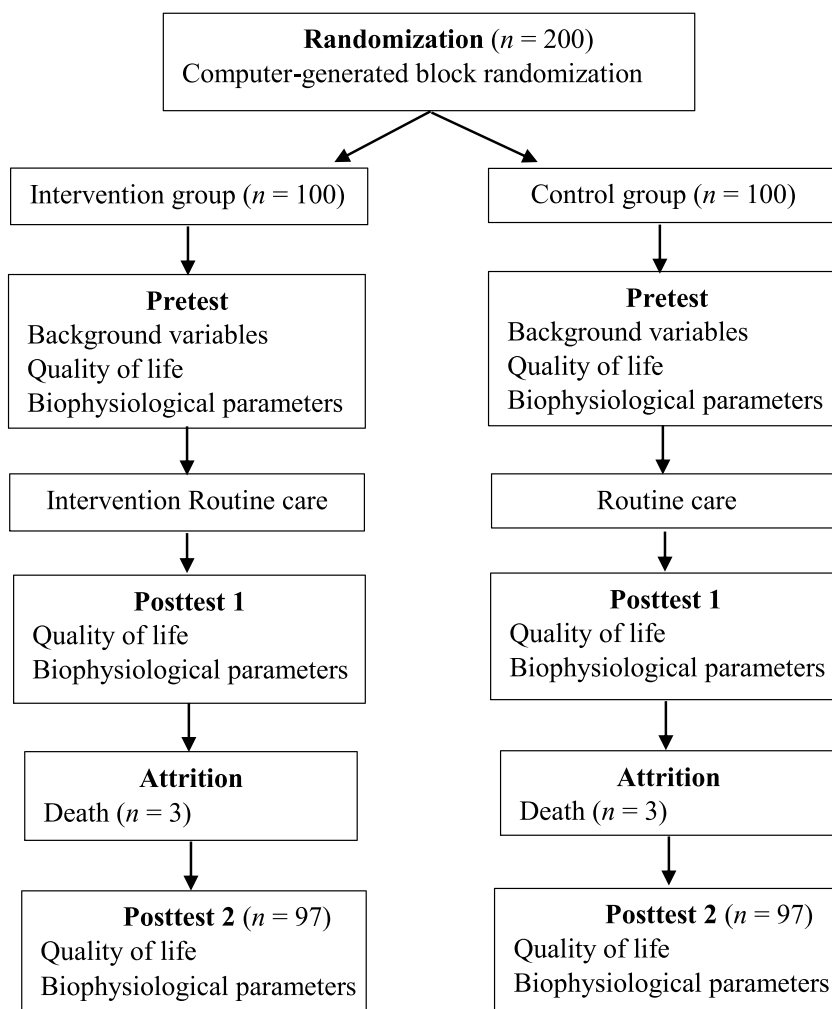 Randomization (n = 200)
Computer-generated block randomization
Intervention group (n = 100)
Pretest
Background variables
Quality of life
Biophysiological parameters
Intervention Routine care
Posttest 1
Quality of life
Biophysiological parameters
Attrition
Death (n = 3)
Posttest 2 (n = 97)
Quality of life
Biophysiological parameters
Control group (n = 100)
Pretest
Background variables
Quality of life
Biophysiological parameters
Routine care
Posttest 1
Quality of life
Biophysiological parameters
Attrition
Death (n = 3)
Posttest 2 (n = 97)
Quality of life
Biophysiological parameters